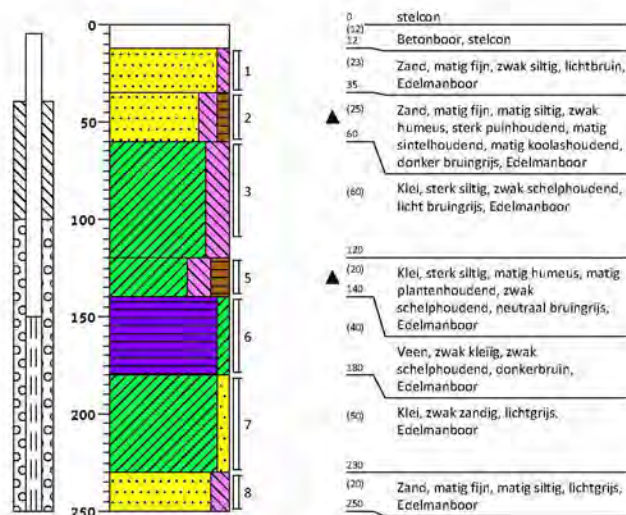 0
50
100
150
200
250
1
2
3
5
6
7
8
0 stelcon
(12)
12 Betonboor, stelcon
(23) Zand, matig fijn, zwak siltig, lichtbruin,
35 Edelmanboor
(25) Zand, matig fijn, matig siltig, zwak
humeus, sterk puinhoudend, matig
60 sintelhoudend, matig koolashoudend,
donker bruingrijs, Edelmanboor
(60) Klei, sterk siltig, zwak schelphoudend,
licht bruingrijs, Edelmanboor
120
(20) Klei, sterk siltig, matig humeus, matig
140 plantenhoudend, zwak
schelphoudend, neutraal bruingrijs,
(40) Edelmanboor
Veen, zwak kleiïg, zwak
180 schelphoudend, donkerbruin,
Edelmanboor
(50) Klei, zwak zandig, lichtgrijs,
Edelmanboor
230
(20) Zand, matig fijn, matig siltig, lichtgrijs,
250 Edelmanboor